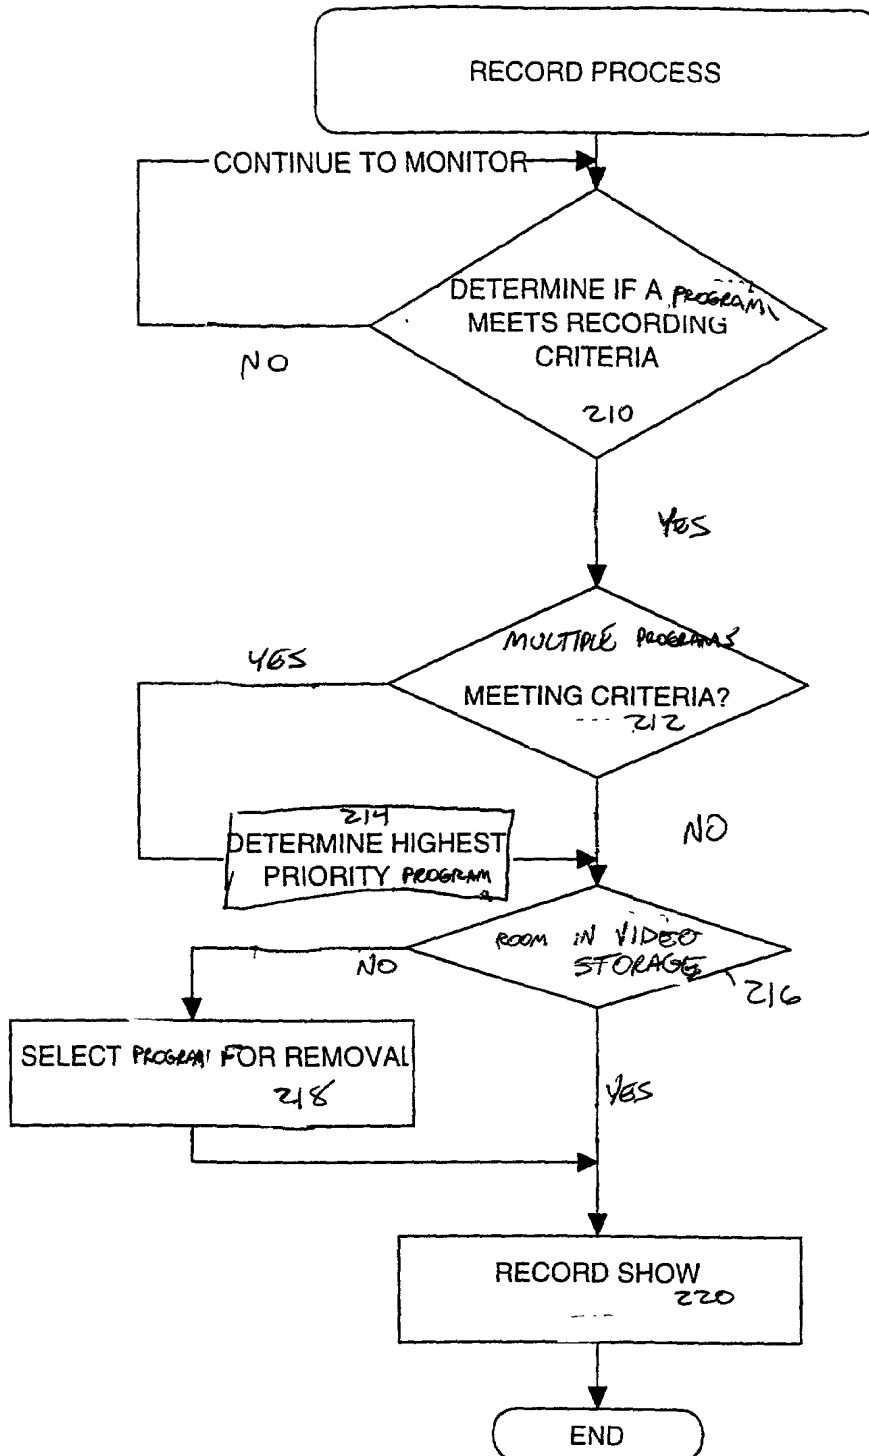 RECORD PROCESS
CONTINUE TO MONITOR
DETERMINE IF A PROGRAM
MEETS RECORDING
CRITERIA
210
NO
YES
MULTIPLE PROGRAMS
MEETING CRITERIA?
212
YES
NO
214
DETERMINE HIGHEST
PRIORITY PROGRAM
ROOM IN VIDEO
STORAGE
216
NO
SELECT PROGRAM FOR REMOVAL
218
YES
RECORD SHOW
220
END